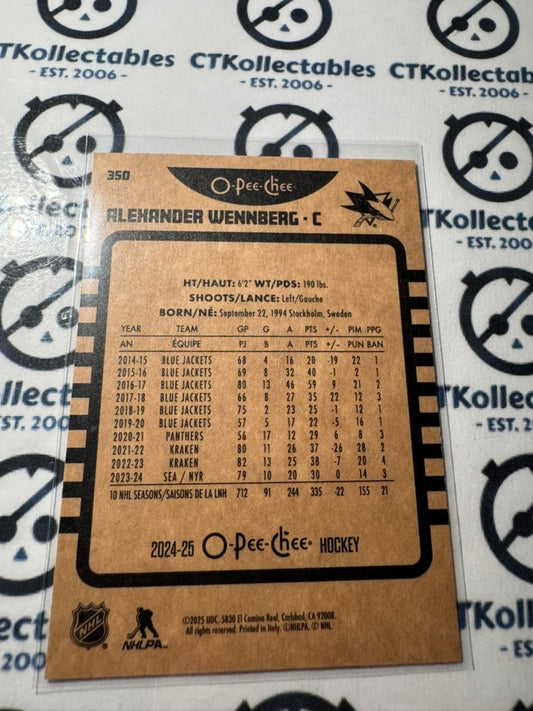 CTKollectables
- EST. 2006 -
CTKollectables
- EST. 2006 -
CTKollectables
- EST. 2006 -
350
O-Pee-Chee
ALEXANDER WENNBERG • C
HT/HAUT: 6'2" WT/PDS: 190 lbs.
SHOOTS/LANCE: Left/Gauche
BORN/NÉ: September 22, 1994 Stockholm, Sweden
YEAR TEAM GP G A PTS +/- PIM PPG
AN ÉQUIPE PJ B A PTS +/- PUN BAN
2014-15 BLUE JACKETS 68 4 16 20 -19 22 1
2015-16 BLUE JACKETS 69 8 32 40 -1 2 1
2016-17 BLUE JACKETS 80 13 46 59 9 21 2
2017-18 BLUE JACKETS 66 8 27 35 22 12 3
2018-19 BLUE JACKETS 75 2 23 25 -1 12 1
2019-20 BLUE JACKETS 57 5 17 22 -5 16 1
2020-21 PANTHERS 56 17 12 29 6 8 3
2021-22 KRAKEN 80 11 26 37 -26 28 2
2022-23 KRAKEN 82 13 25 38 -7 20 4
2023-24 SEA / NYR 79 10 20 30 0 14 3
10 NHL SEASONS/SAISONS DE LA LNH 712 91 244 335 -22 155 21
2024-25 O-Pee-Chee HOCKEY
NHL
NHLPA
©2025 UDC. 5830 El Camino Real, Carlsbad, CA 92008.
All rights reserved. Printed in Italy. ©NHLPA. © NHL.